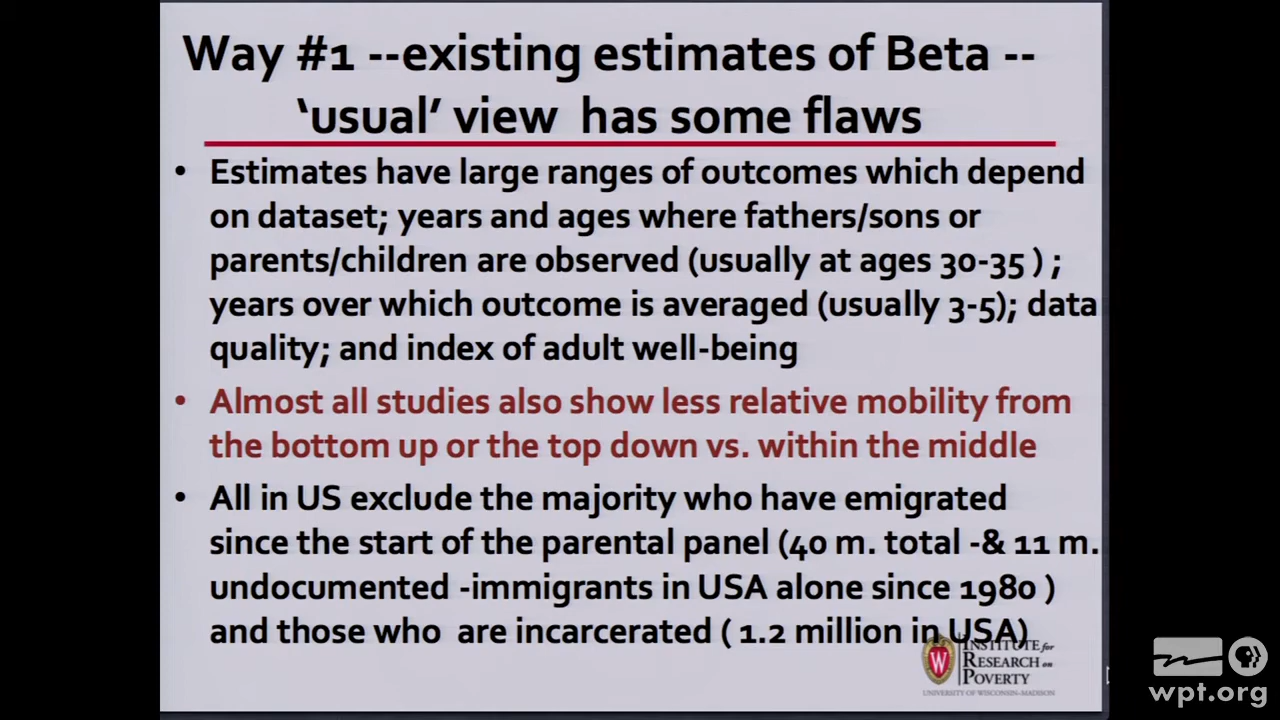 Way #1 --existing estimates of Beta --
‘usual’ view has some flaws
• Estimates have large ranges of outcomes which depend
on dataset; years and ages where fathers/sons or
parents/children are observed (usually at ages 30-35 ) ;
years over which outcome is averaged (usually 3-5); data
quality; and index of adult well-being
• Almost all studies also show less relative mobility from
the bottom up or the top down vs. within the middle
• All in US exclude the majority who have emigrated
since the start of the parental panel (40 m. total -& 11 m.
undocumented -immigrants in USA alone since 1980 )
and those who are incarcerated ( 1.2 million in USA)
W
INSTITUTE for
RESEARCH on
POVERTY
UNIVERSITY OF WISCONSIN–MADISON
PBS
wpt.org